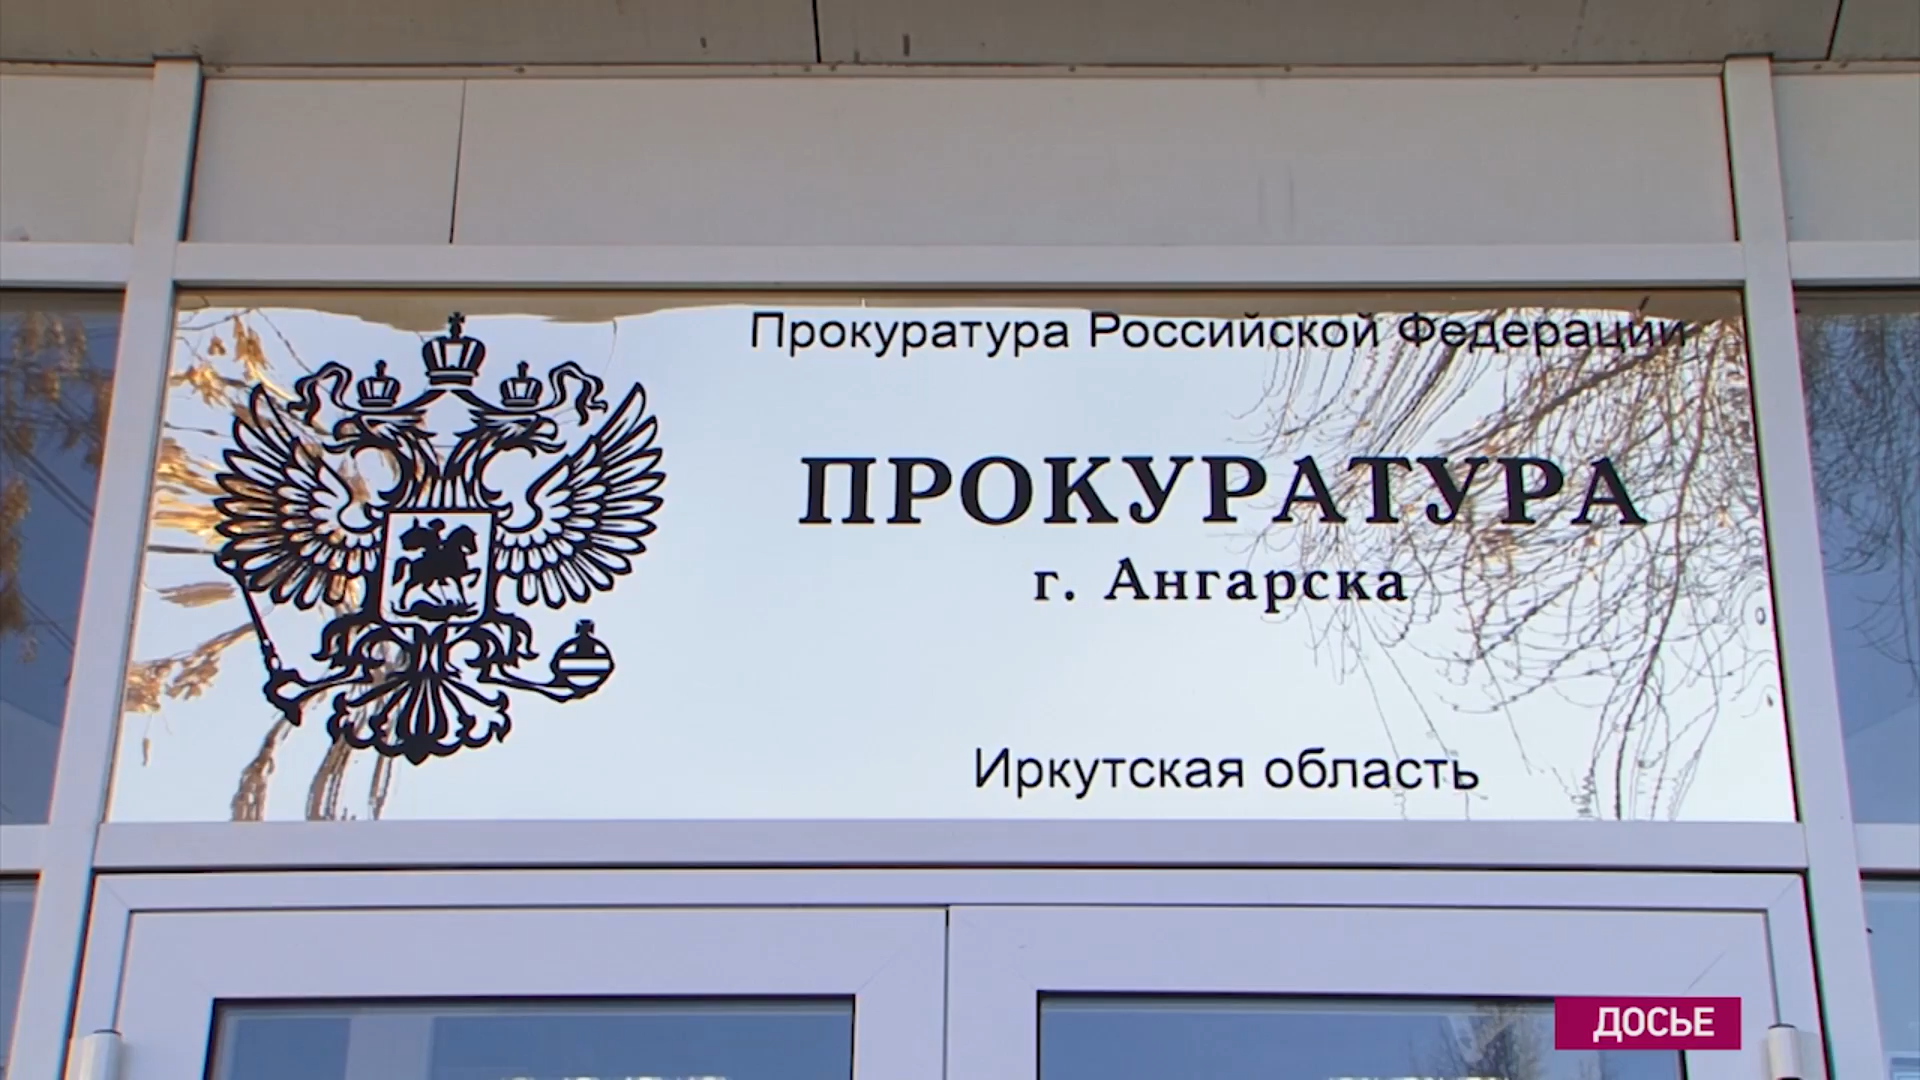 Прокуратура Российской Федерации
ПРОКУРАТУРА
г. Ангарска
Иркутская область
ДОСЬЕ